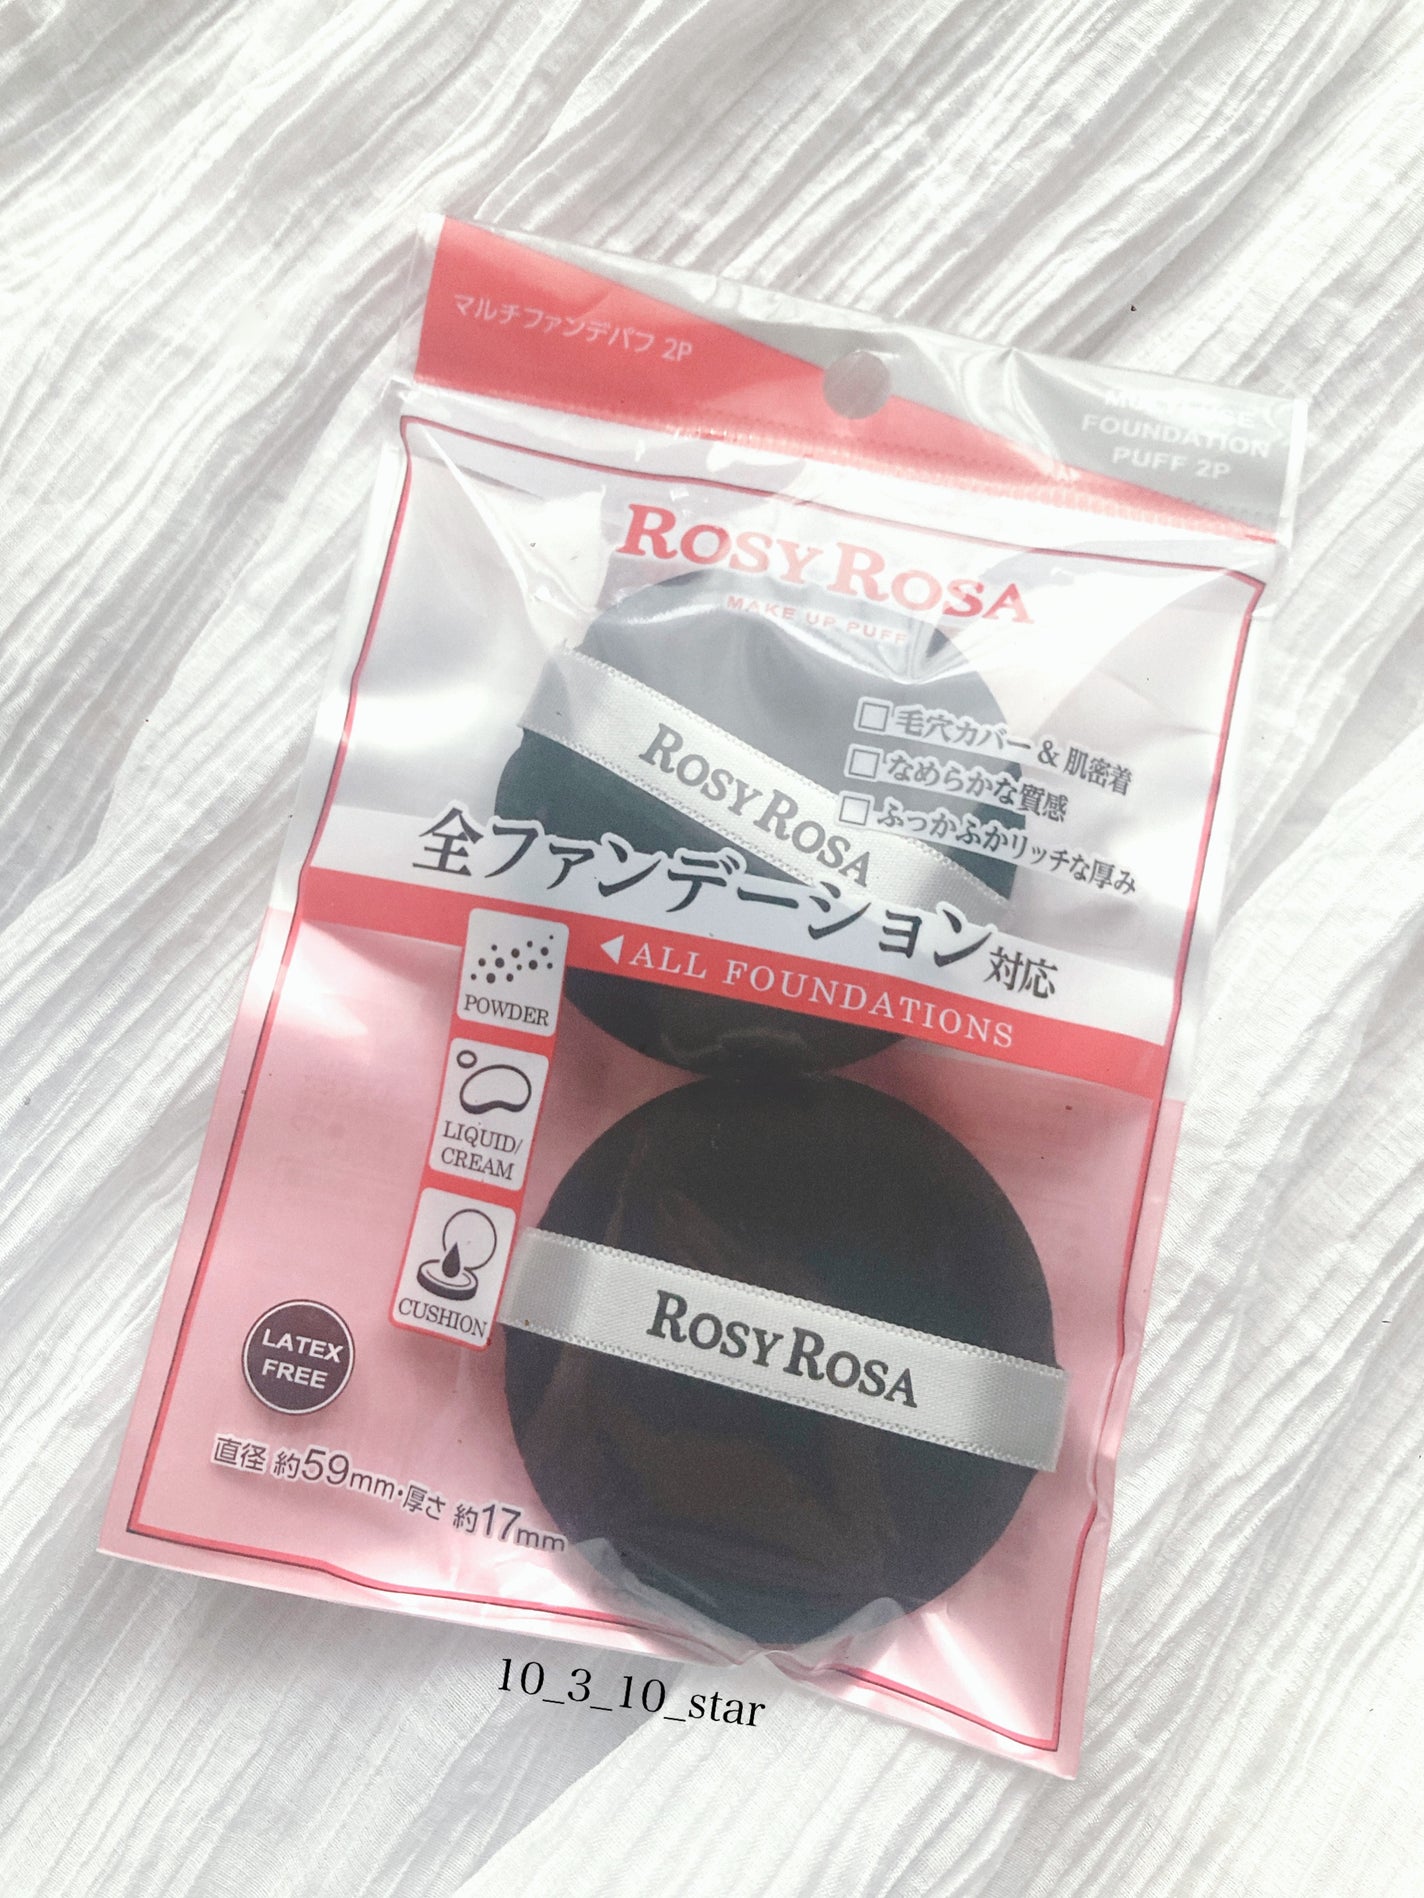 マルチファンデパフ 2P
MULTI USE
FOUNDATION
PUFF 2P
ROSY ROSA
MAKE UP PUFF
□毛穴カバー & 肌密着
□なめらかな質感
□ふっかふかリッチな厚み
ROSY ROSA
全ファンデーション対応
◀ALL FOUNDATIONS
POWDER
LIQUID/
CREAM
CUSHION
ROSY ROSA
LATEX
FREE
直径 約59mm・厚さ 約17mm
10_3_10_star